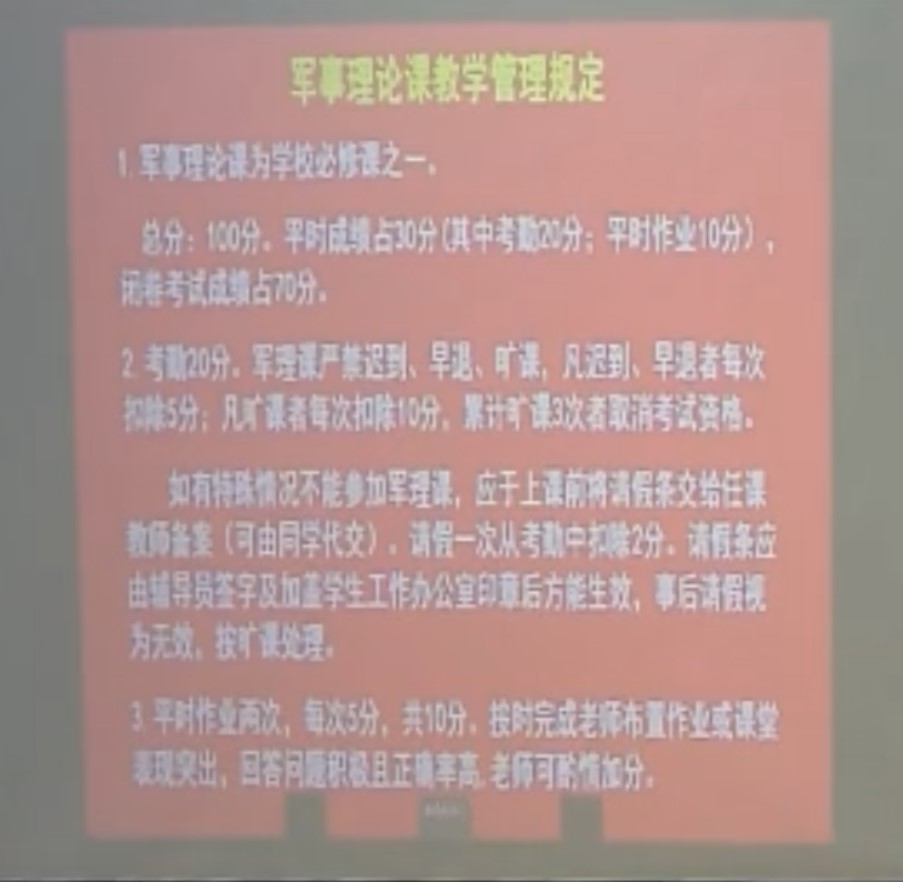 军事理论课教学管理规定
1.军事理论课为学校必修课之一。
总分：100分。平时成绩占30分(其中考勤20分；平时作业10分），
闭卷考试成绩占70分。
2.考勤20分。军理课严禁迟到、早退、旷课，凡迟到、早退者每次
扣除5分；凡旷课者每次扣除10分，累计旷课3次者取消考试资格。
如有特殊情况不能参加军理课，应于上课前将请假条交给任课
教师备案（可由同学代交）。请假一次从考勤中扣除2分。请假条应
由辅导员签字及加盖学生工作办公室印章后方能生效，事后请假视
为无效，按旷课处理。
3.平时作业两次，每次5分，共10分。按时完成老师布置作业或课堂
表现突出，回答问题积极且正确率高,老师可酌情加分。